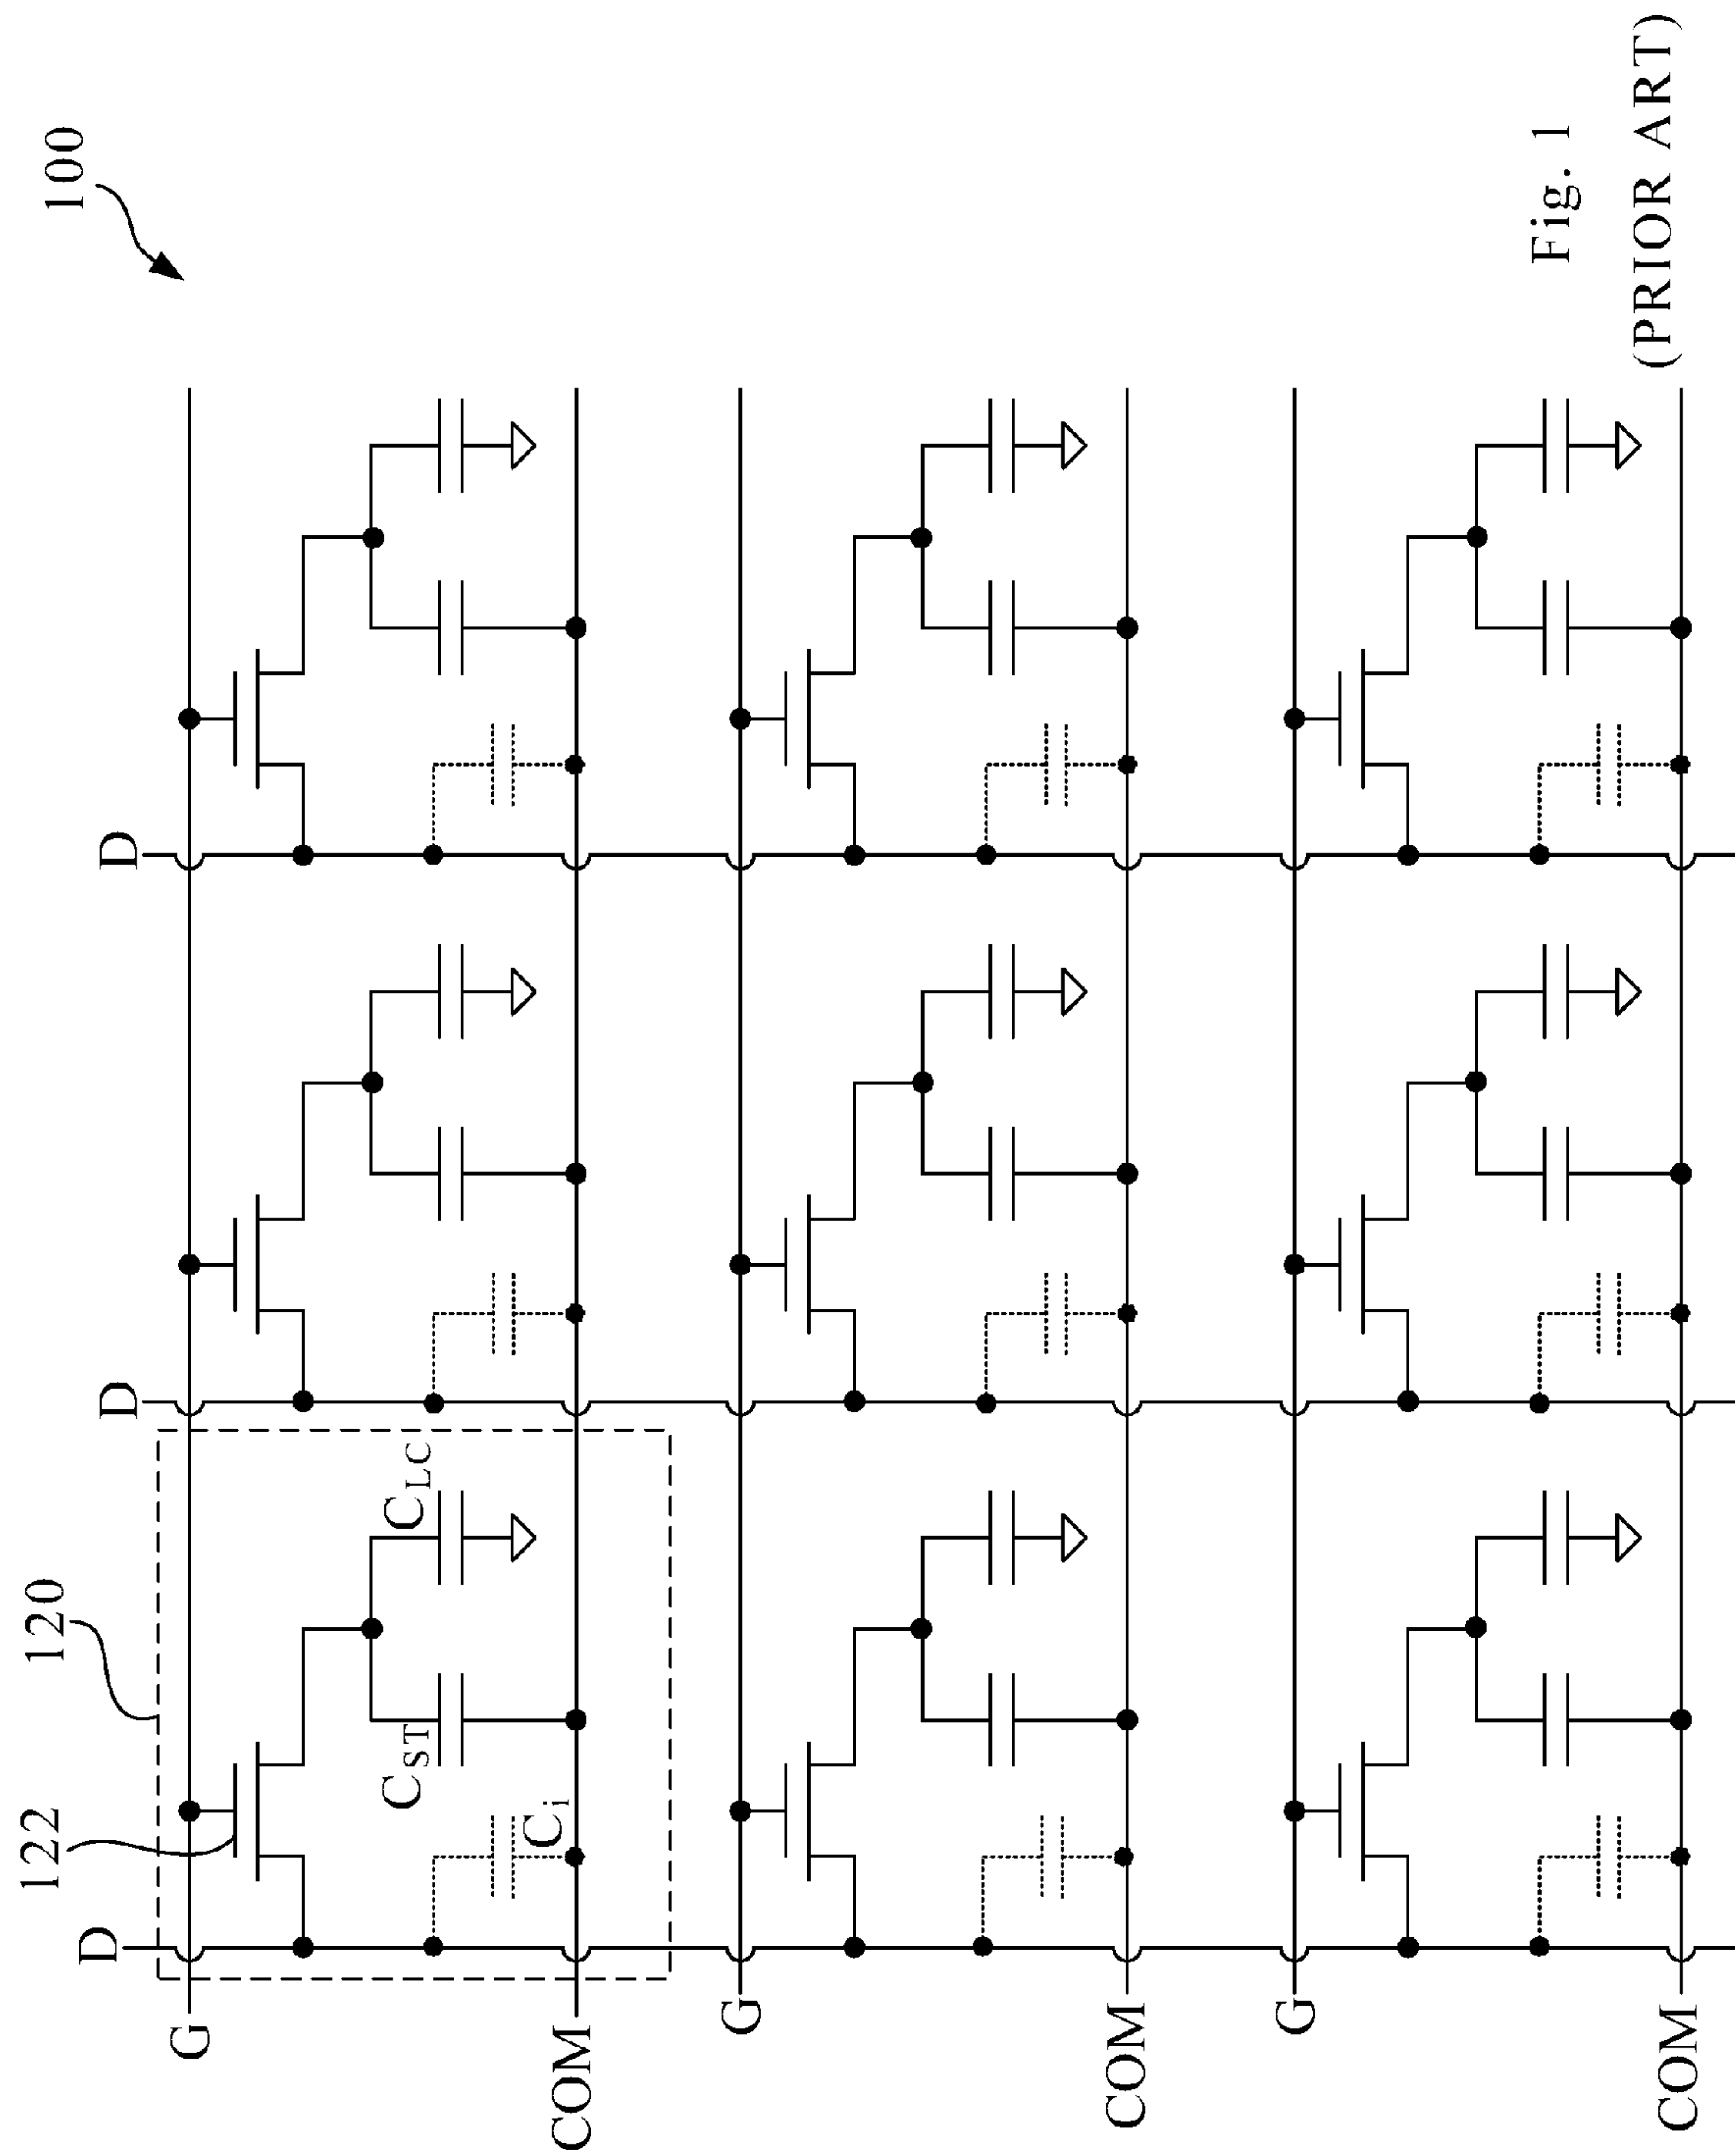 122
120
100
D
D
D
G
C_ST
C_LC
C_i
COM
G
COM
G
Fig. 1
(PRIOR ART)
COM